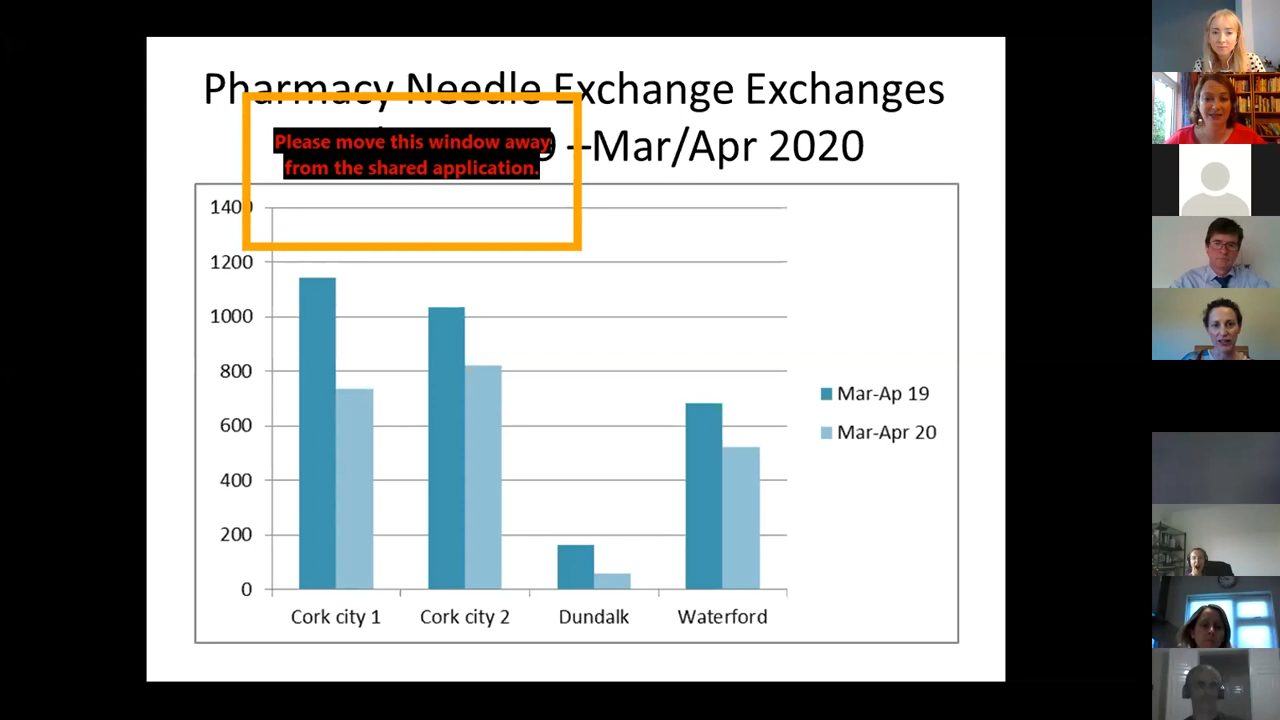 Pharmacy Needle Exchange Exchanges
–Mar/Apr 2020
Please move this window away
from the shared application.
1400
1200
1000
800
600
400
200
0
Cork city 1
Cork city 2
Dundalk
Waterford
Mar-Ap 19
Mar-Apr 20